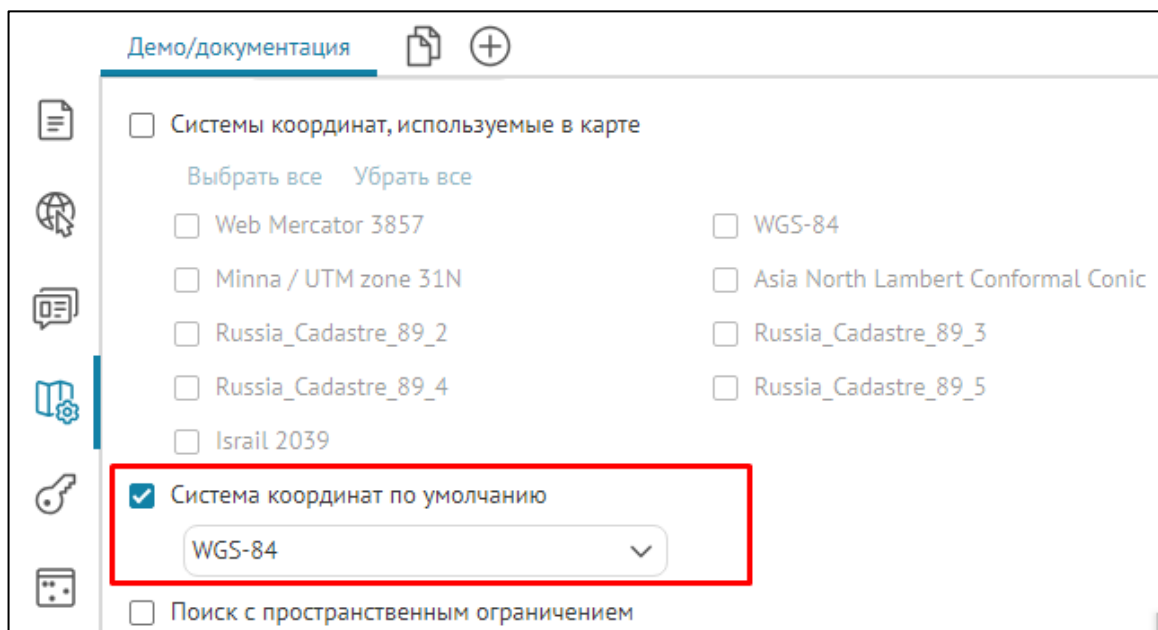 Демо/документация
Системы координат, используемые в карте
Выбрать все Убрать все
Web Mercator 3857 WGS-84
Minna / UTM zone 31N Asia North Lambert Conformal Conic
Russia_Cadastre_89_2 Russia_Cadastre_89_3
Russia_Cadastre_89_4 Russia_Cadastre_89_5
Israil 2039
Система координат по умолчанию
WGS-84
Поиск с пространственным ограничением